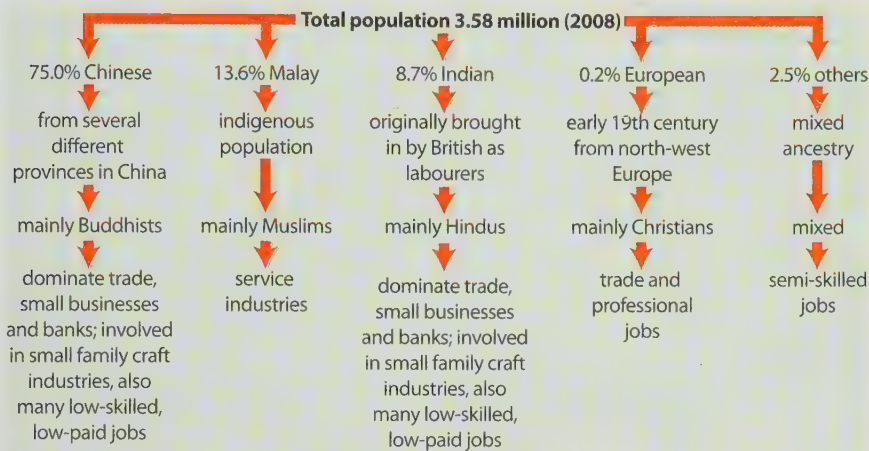 Total population 3.58 million (2008)
75.0% Chinese
from several
different
provinces in China
mainly Buddhists
dominate trade,
small businesses
and banks; involved
in small family craft
industries, also
many low-skilled,
low-paid jobs
13.6% Malay
indigenous
population
mainly Muslims
service
industries
8.7% Indian
originally brought
in by British as
labourers
mainly Hindus
dominate trade,
small businesses
and banks; involved
in small family craft
industries, also
many low-skilled,
low-paid jobs
0.2% European
early 19th century
from north-west
Europe
mainly Christians
trade and
professional
jobs
2.5% others
mixed
ancestry
mixed
semi-skilled
jobs